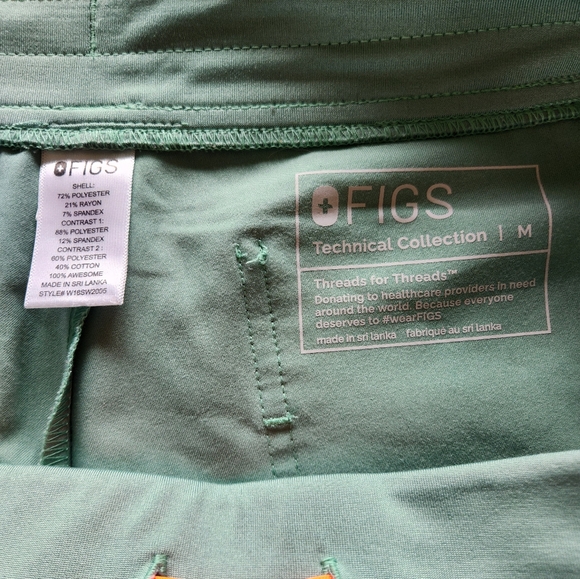 FIGS
SHELL:
72% POLYESTER
21% RAYON
7% SPANDEX
CONTRAST 1:
88% POLYESTER
12% SPANDEX
CONTRAST 2:
60% POLYESTER
40% COTTON
100% AWESOME
MADE IN SRI LANKA
STYLE# W16SW2005
FIGS
Technical Collection | M
Threads for Threads™
Donating to healthcare providers in need
around the world. Because everyone
deserves to #wearFIGS
made in sri lanka fabriqué au sri lanka